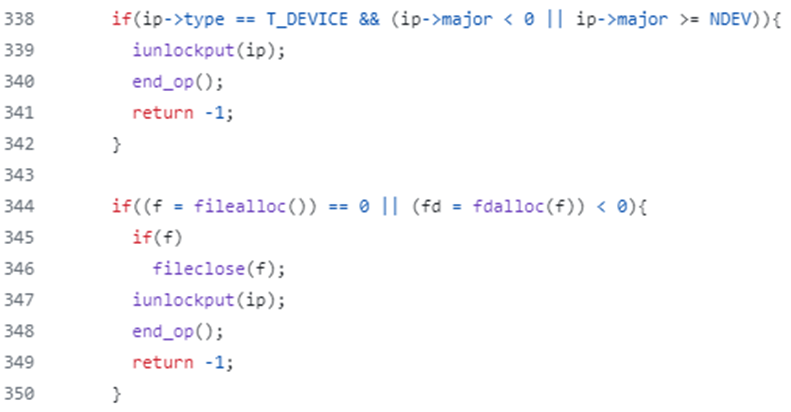 338 if(ip->type == T_DEVICE && (ip->major < 0 || ip->major >= NDEV)){
339 iunlockput(ip);
340 end_op();
341 return -1;
342 }
343
344 if((f = filealloc()) == 0 || (fd = fdalloc(f)) < 0){
345 if(f)
346 fileclose(f);
347 iunlockput(ip);
348 end_op();
349 return -1;
350 }